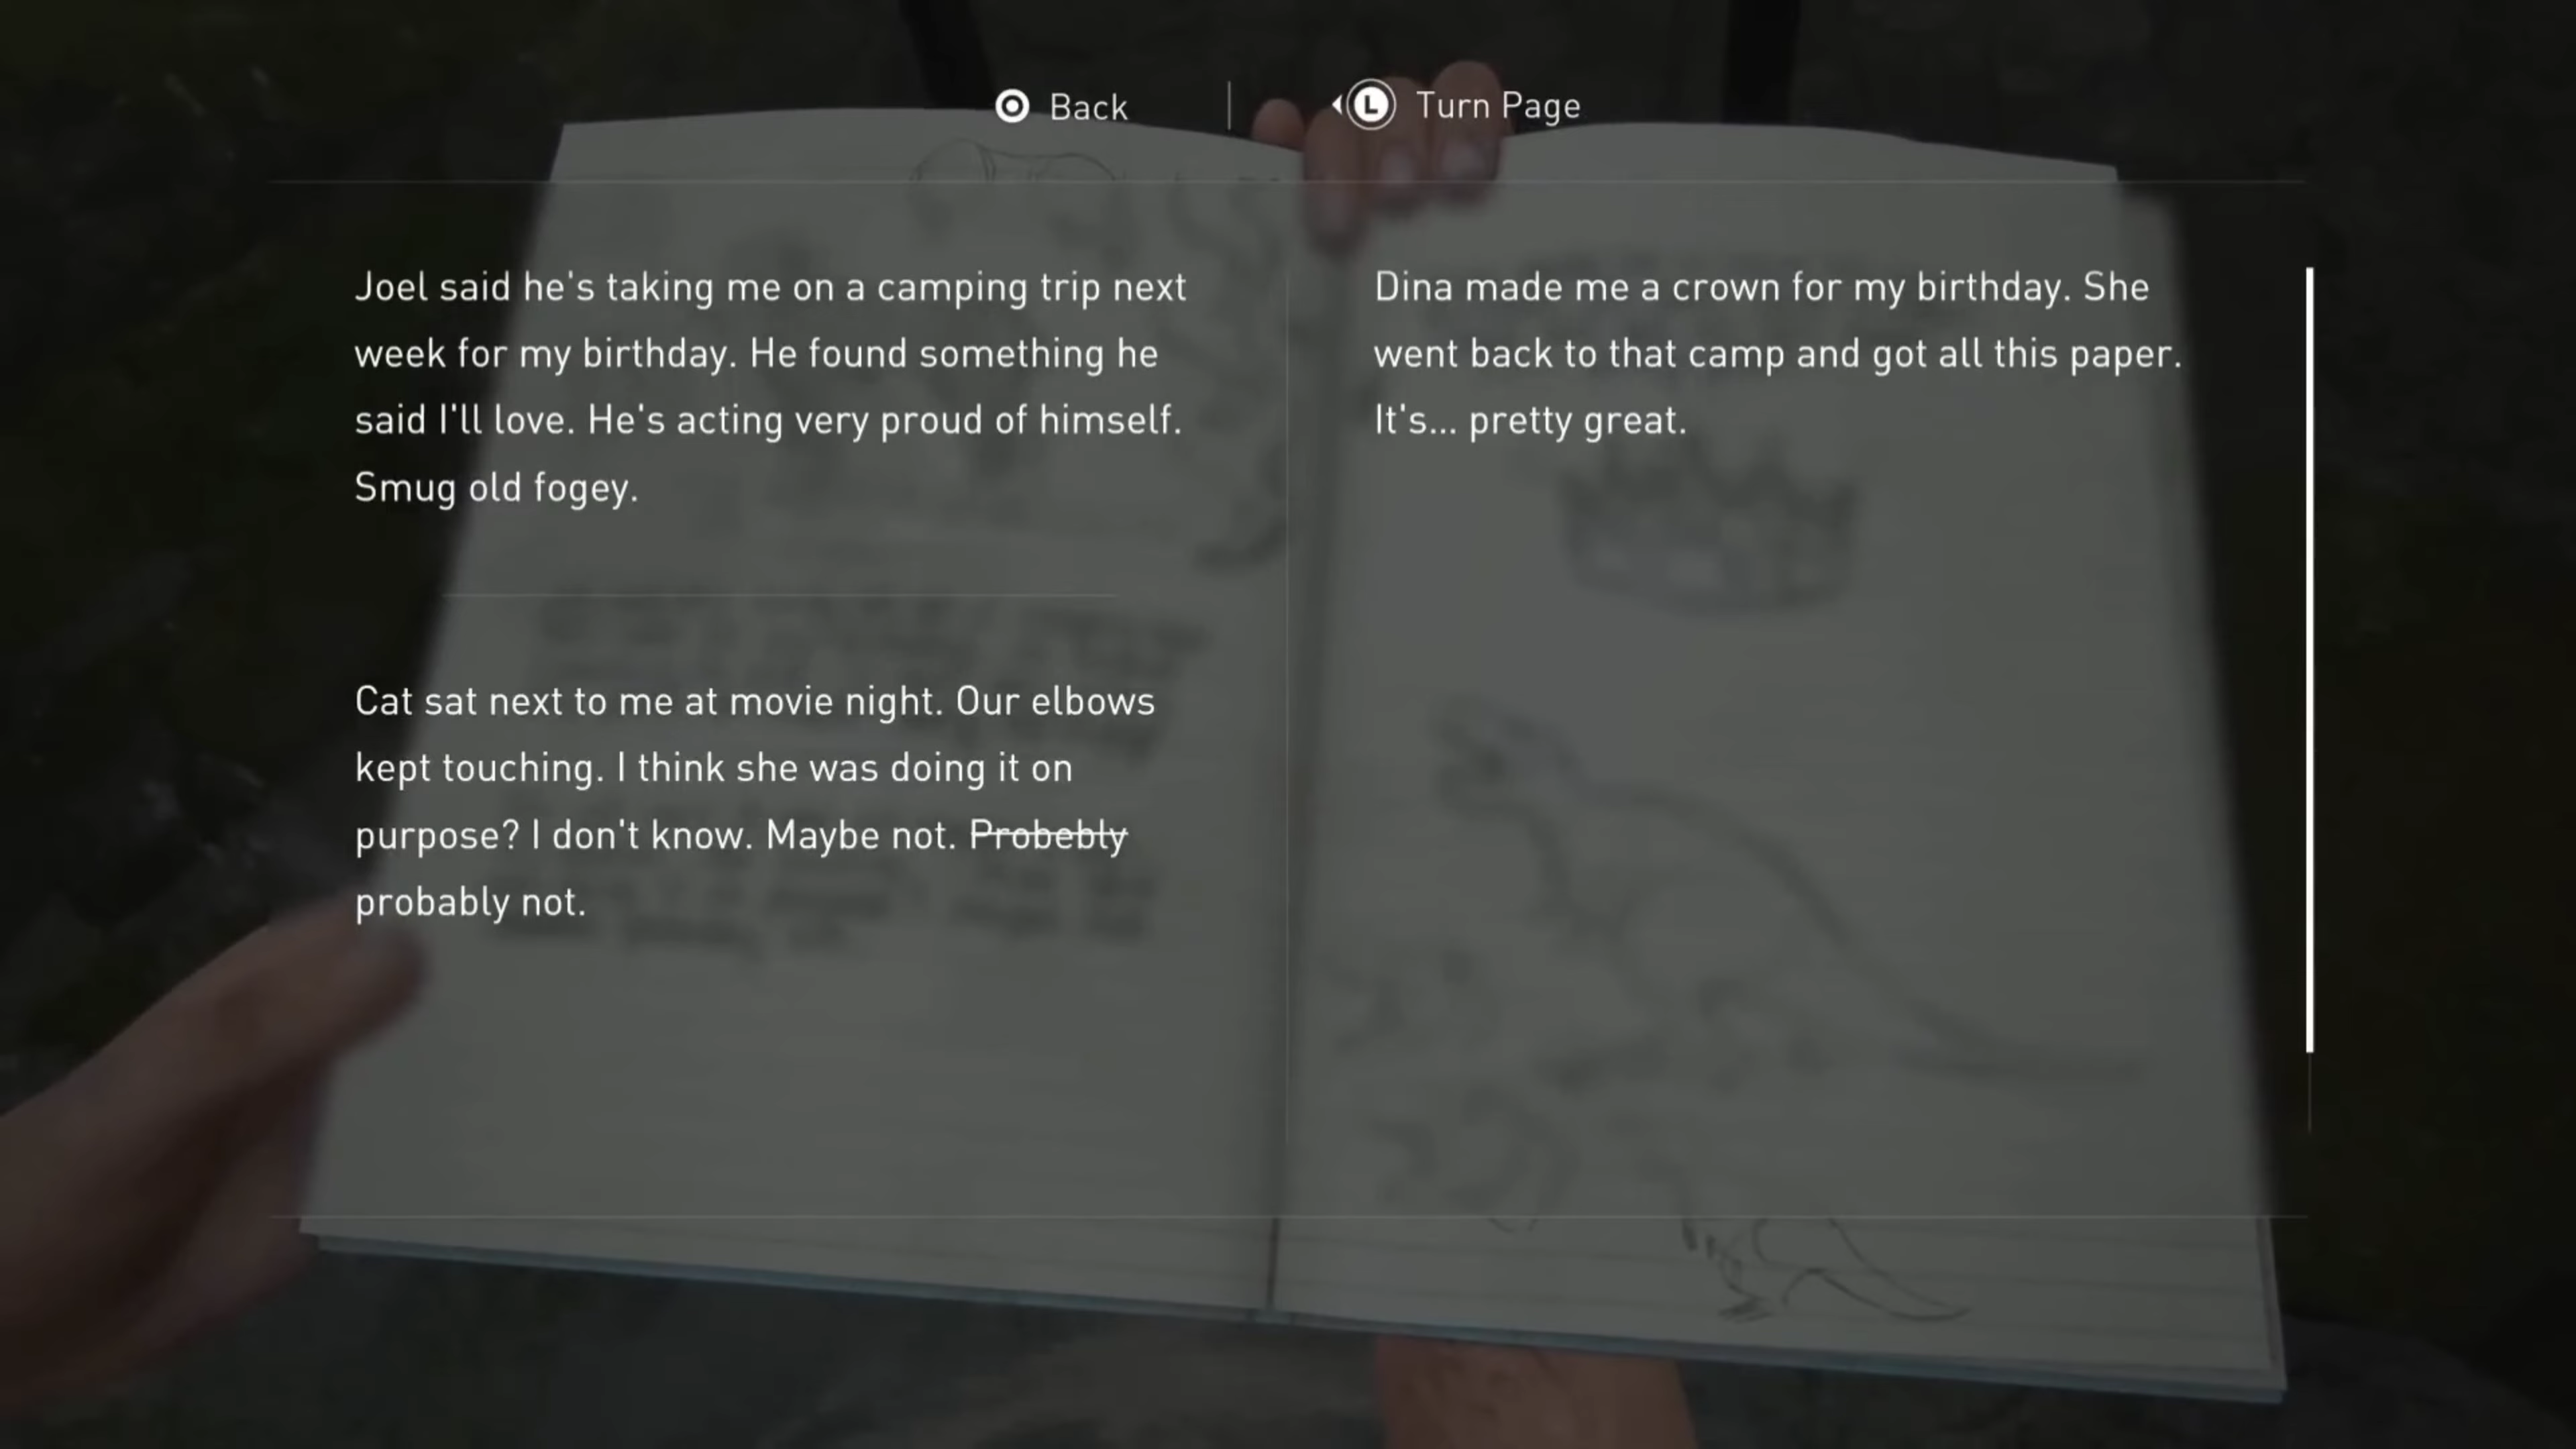 Back
L Turn Page
Joel said he's taking me on a camping trip next
week for my birthday. He found something he
said I'll love. He's acting very proud of himself.
Smug old fogey.
Cat sat next to me at movie night. Our elbows
kept touching. I think she was doing it on
purpose? I don't know. Maybe not. Probebly
probably not.
Dina made me a crown for my birthday. She
went back to that camp and got all this paper.
It's... pretty great.